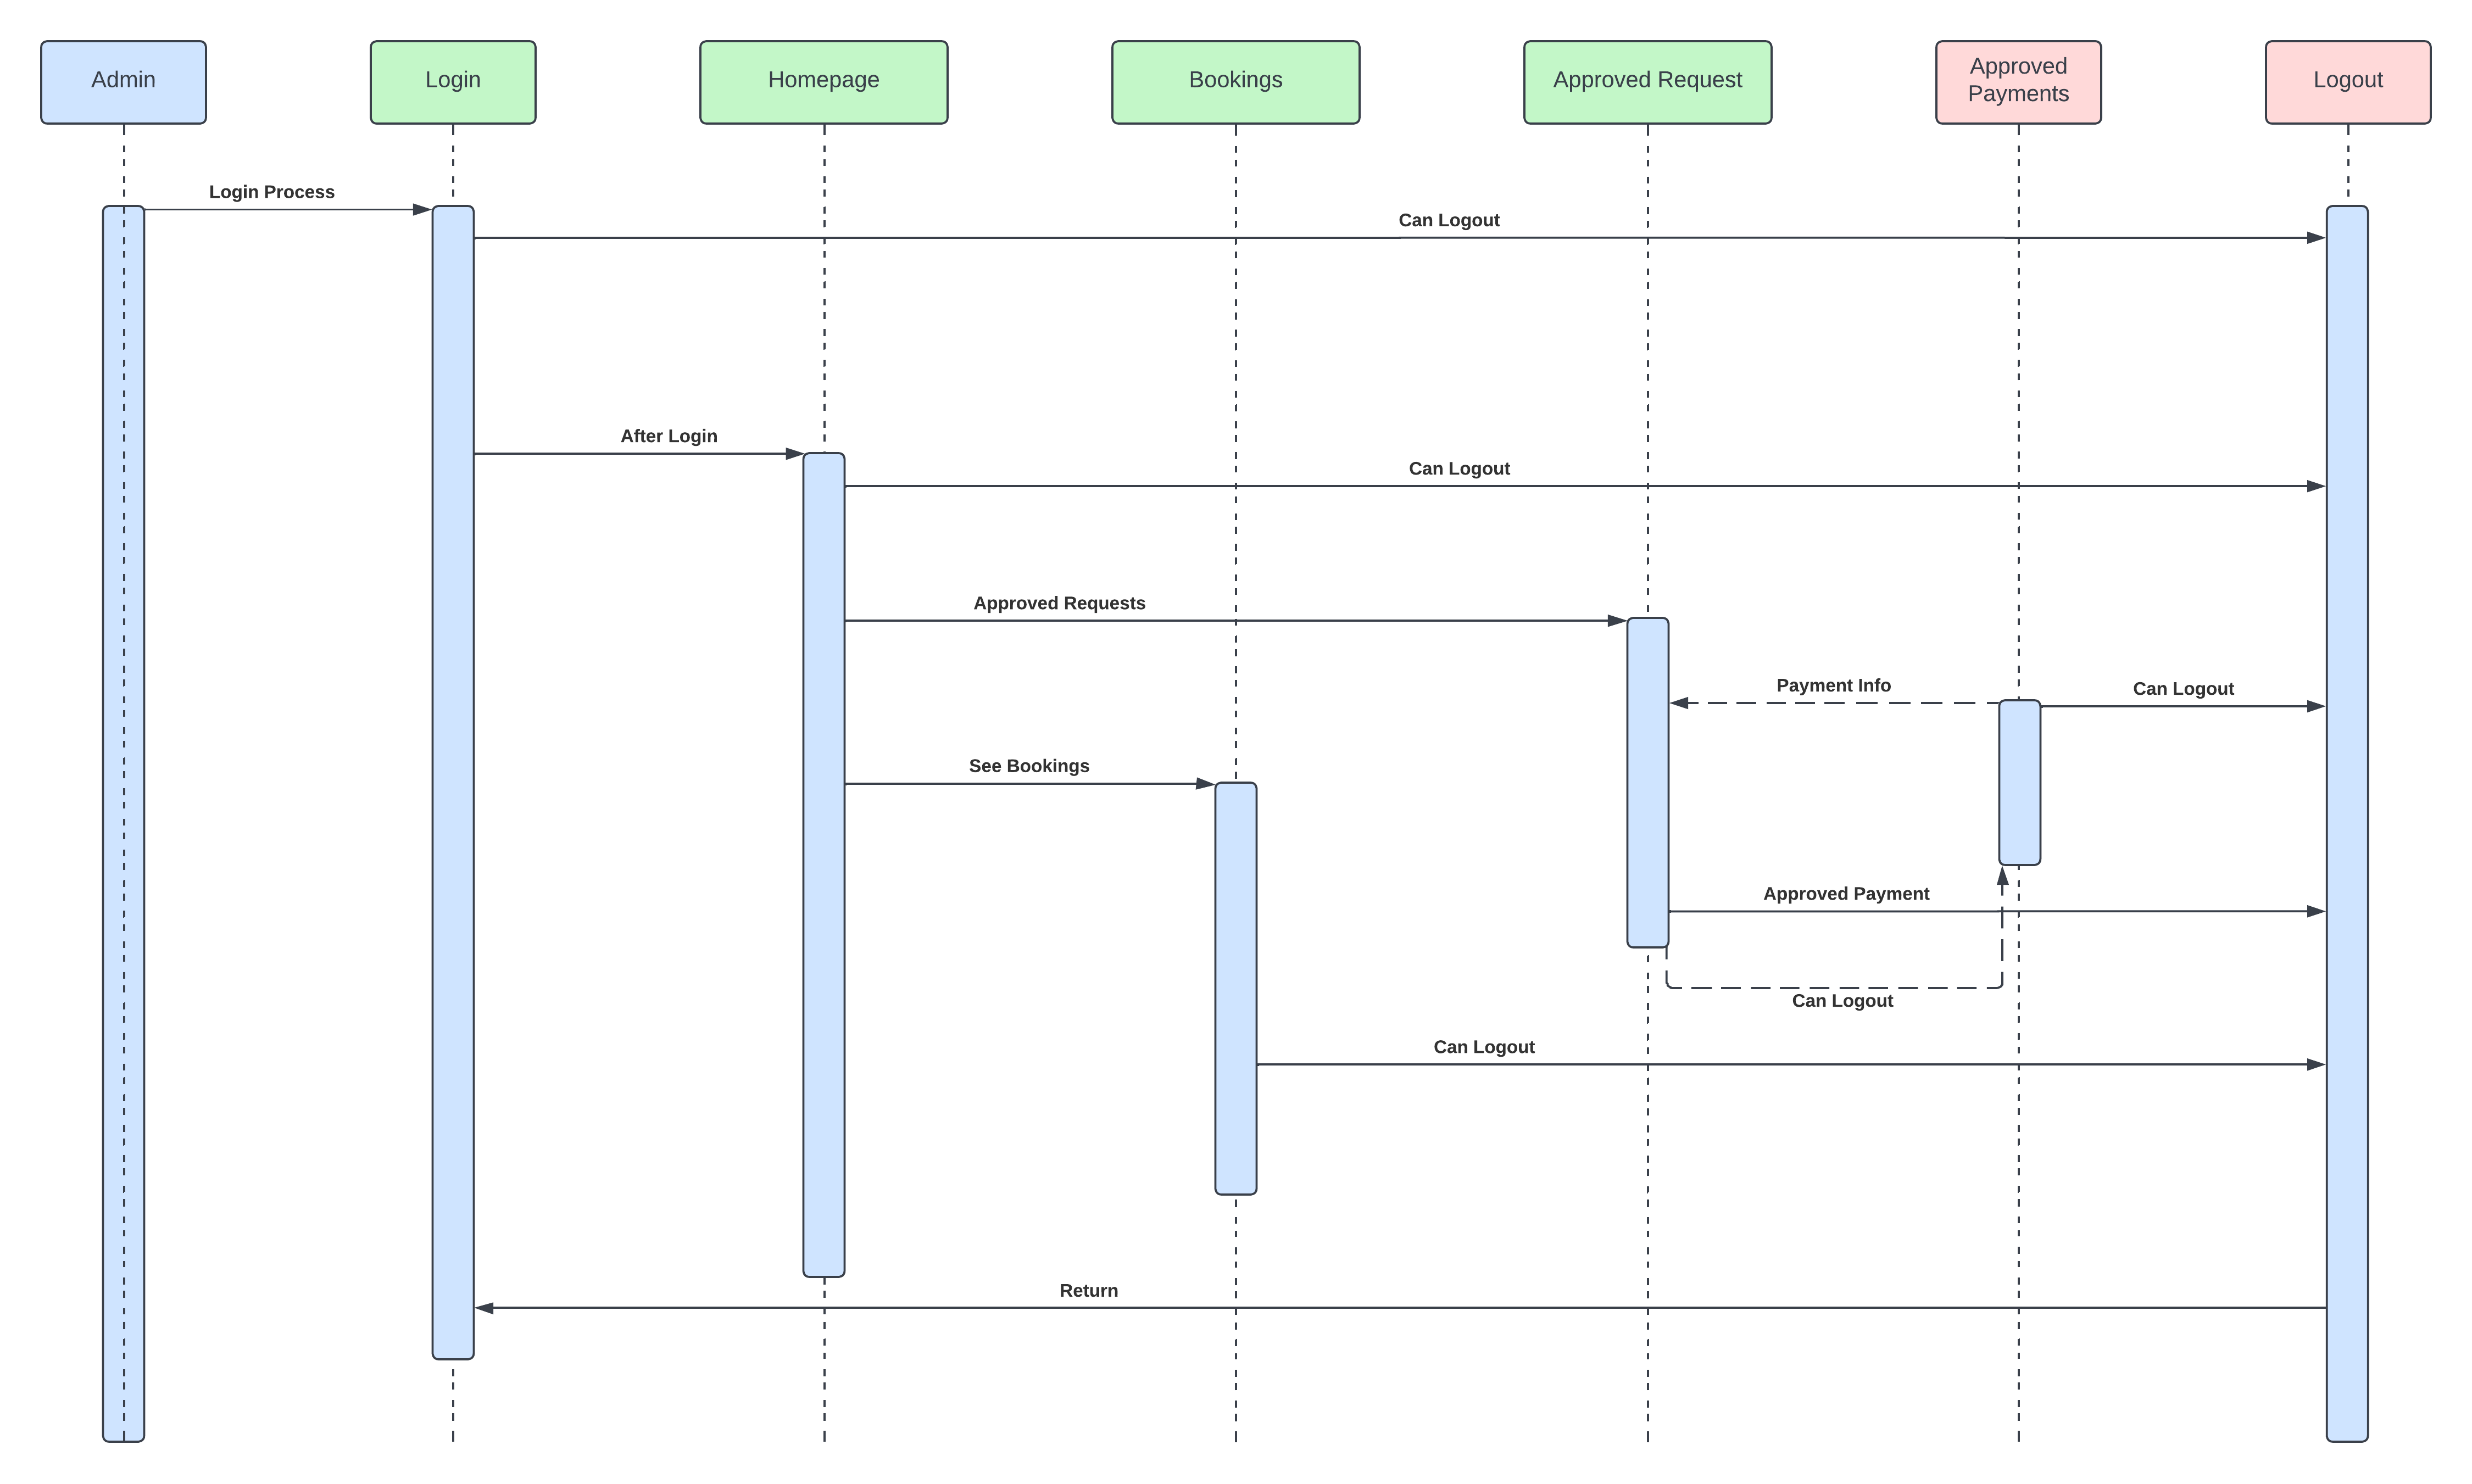 Admin
Login
Homepage
Bookings
Approved Request
Approved
Payments
Logout
Login Process
Can Logout
After Login
Can Logout
Approved Requests
Payment Info
Can Logout
See Bookings
Approved Payment
Can Logout
Can Logout
Return